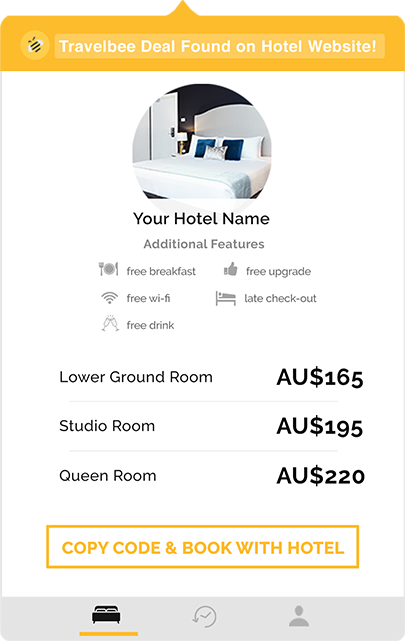 Travelbee Deal Found on Hotel Website!
Your Hotel Name
Additional Features
free breakfast
free upgrade
free wi-fi
late check-out
free drink
Lower Ground Room AU$165
Studio Room AU$195
Queen Room AU$220
COPY CODE & BOOK WITH HOTEL